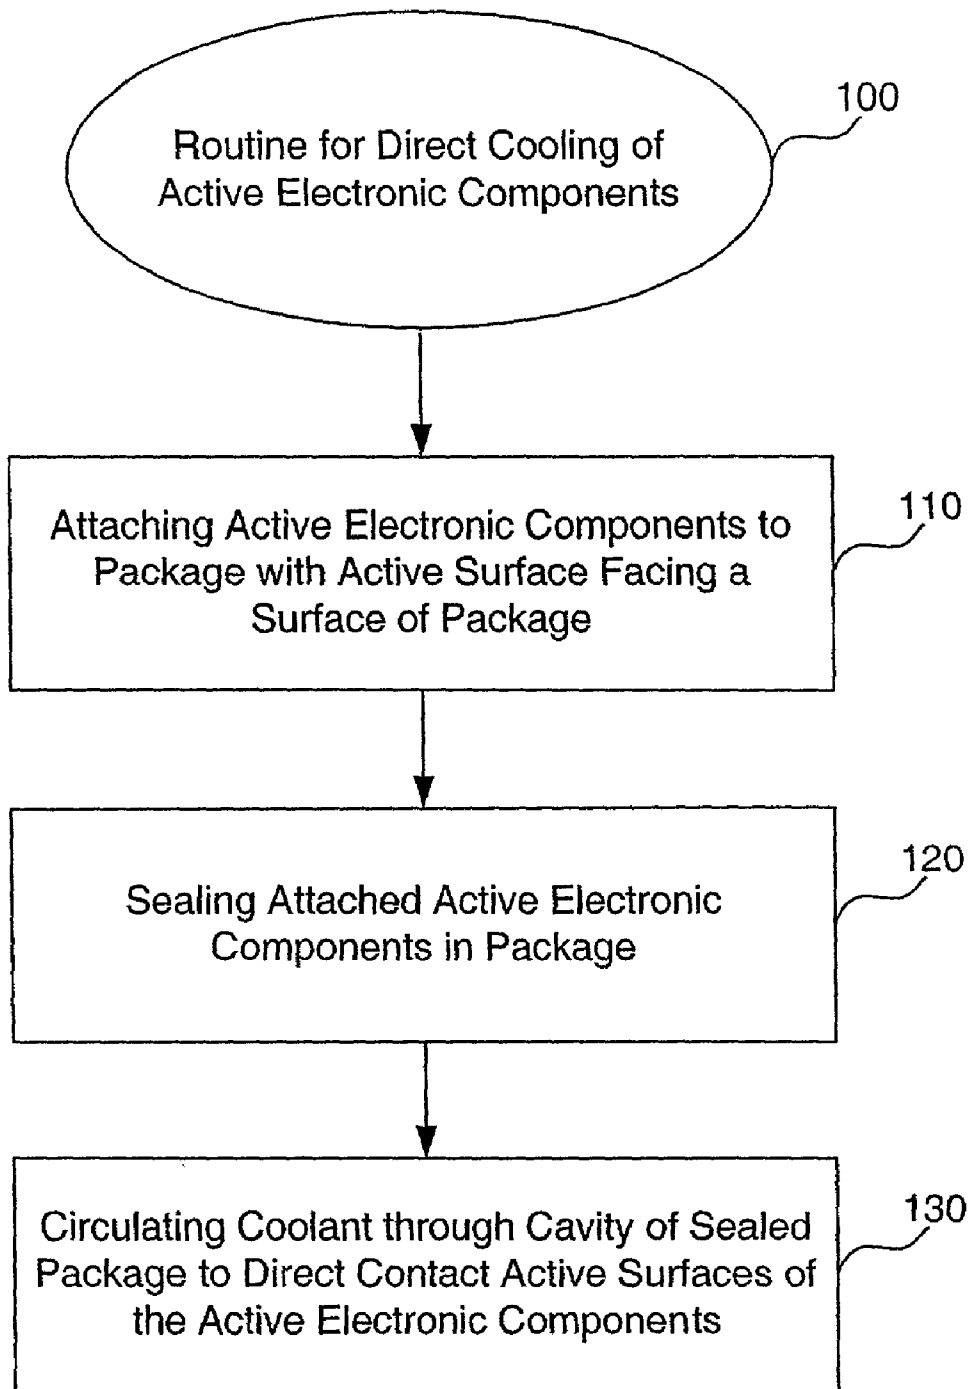 100
Routine for Direct Cooling of
Active Electronic Components
110
Attaching Active Electronic Components to
Package with Active Surface Facing a
Surface of Package
120
Sealing Attached Active Electronic
Components in Package
130
Circulating Coolant through Cavity of Sealed
Package to Direct Contact Active Surfaces of
the Active Electronic Components